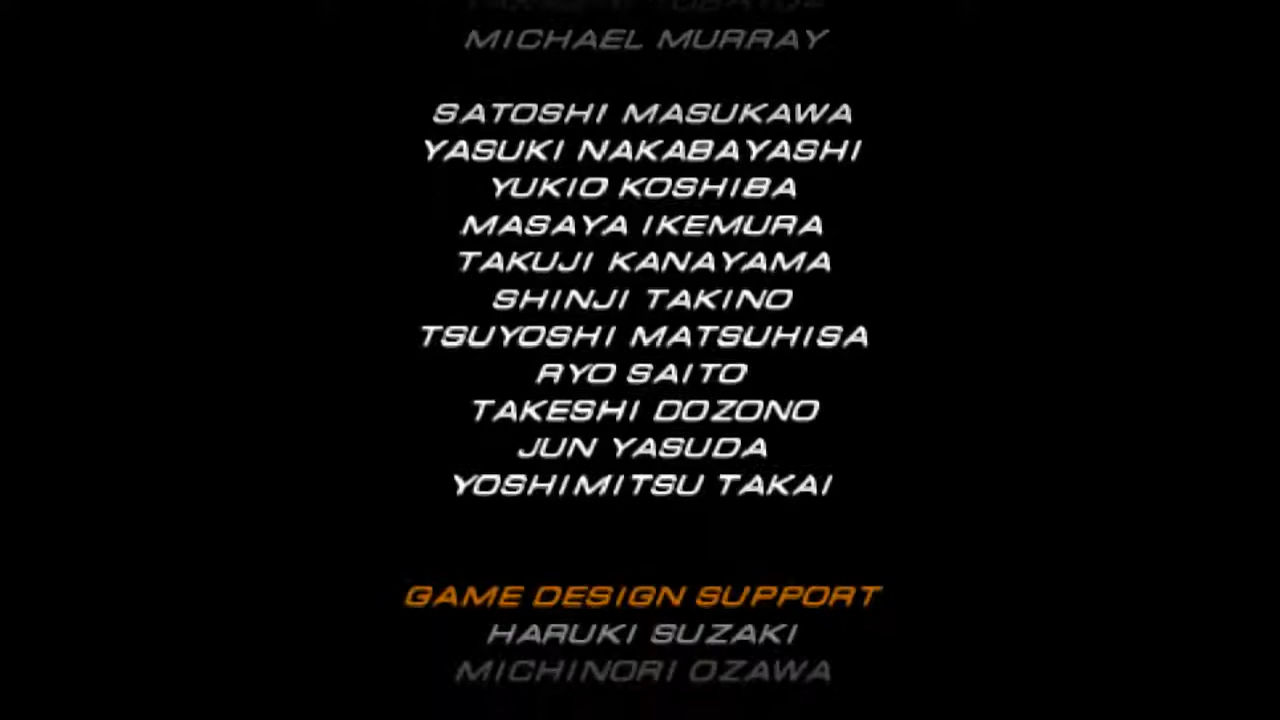 MICHAEL MURRAY
SATOSHI MASUKAWA
YASUKI NAKABAYASHI
YUKIO KOSHIBA
MASAYA IKEMURA
TAKUJI KANAYAMA
SHINJI TAKINO
TSUYOSHI MATSUHISA
RYO SAITO
TAKESHI DOZONO
JUN YASUDA
YOSHIMITSU TAKAI
GAME DESIGN SUPPORT
HARUKI SUZAKI
MICHINORI OZAWA